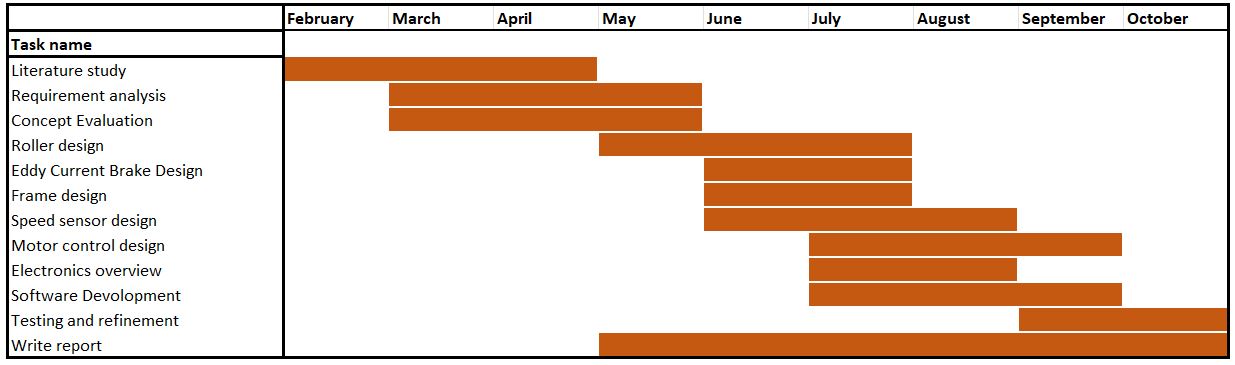 February March April May June July August September October
Task name
Literature study
Requirement analysis
Concept Evaluation
Roller design
Eddy Current Brake Design
Frame design
Speed sensor design
Motor control design
Electronics overview
Software Devolopment
Testing and refinement
Write report